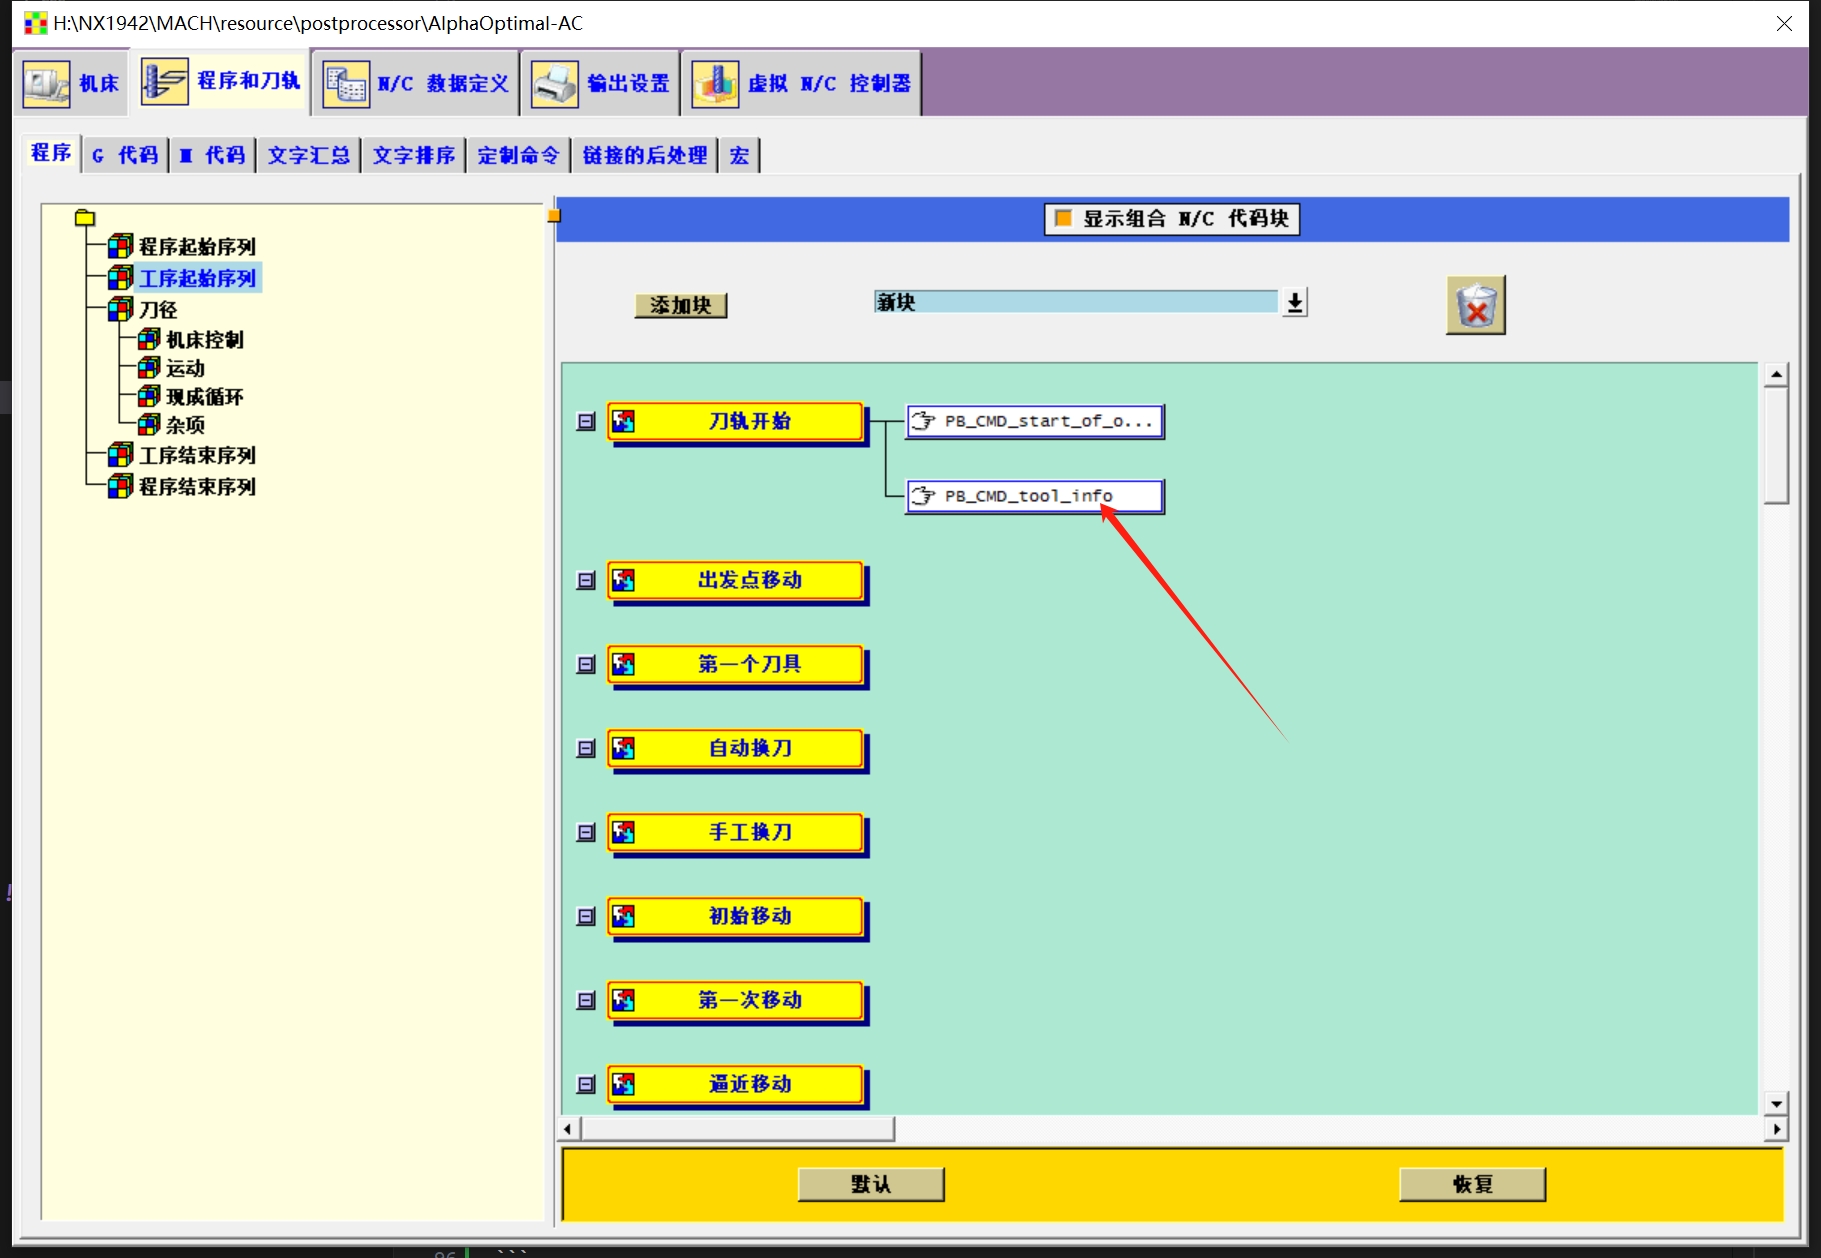 H:\NX1942\MACH\resource\postprocessor\AlphaOptimal-AC
机床
程序和刀轨
N/C 数据定义
输出设置
虚拟 N/C 控制器
程序
G 代码
M 代码
文字汇总
文字排序
定制命令
链接的后处理
宏
程序起始序列
工序起始序列
刀径
机床控制
运动
现成循环
杂项
工序结束序列
程序结束序列
显示组合 N/C 代码块
添加块
新块
刀轨开始
PB_CMD_start_of_o...
PB_CMD_tool_info
出发点移动
第一个刀具
自动换刀
手工换刀
初始移动
第一次移动
逼近移动
默认
恢复